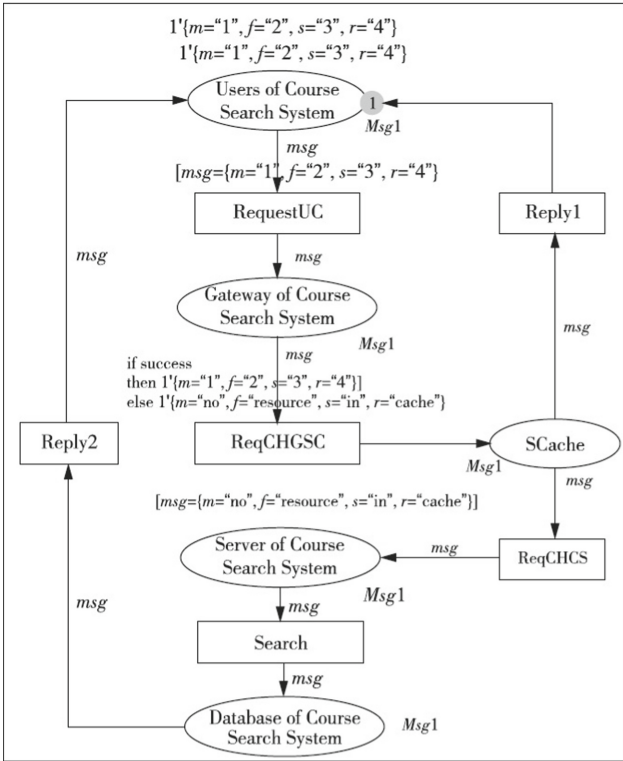 1'{m=“1”, f=“2”, s=“3”, r=“4”}
1'{m=“1”, f=“2”, s=“3”, r=“4”}
Users of Course
Search System
1
Msg1
msg
[msg={m=“1”, f=“2”, s=“3”, r=“4”}
RequestUC
Reply1
msg
msg
Gateway of Course
Search System
Msg1
msg
msg
if success
then 1'{m=“1”, f=“2”, s=“3”, r=“4”}]
else 1'{m=“no”, f=“resource”, s=“in”, r=“cache”}
Reply2
ReqCHGSC
SCache
Msg1
msg
[msg={m=“no”, f=“resource”, s=“in”, r=“cache”}]
Server of Course
Search System
msg
ReqCHCS
Msg1
msg
msg
Search
msg
Database of Course
Search System
Msg1